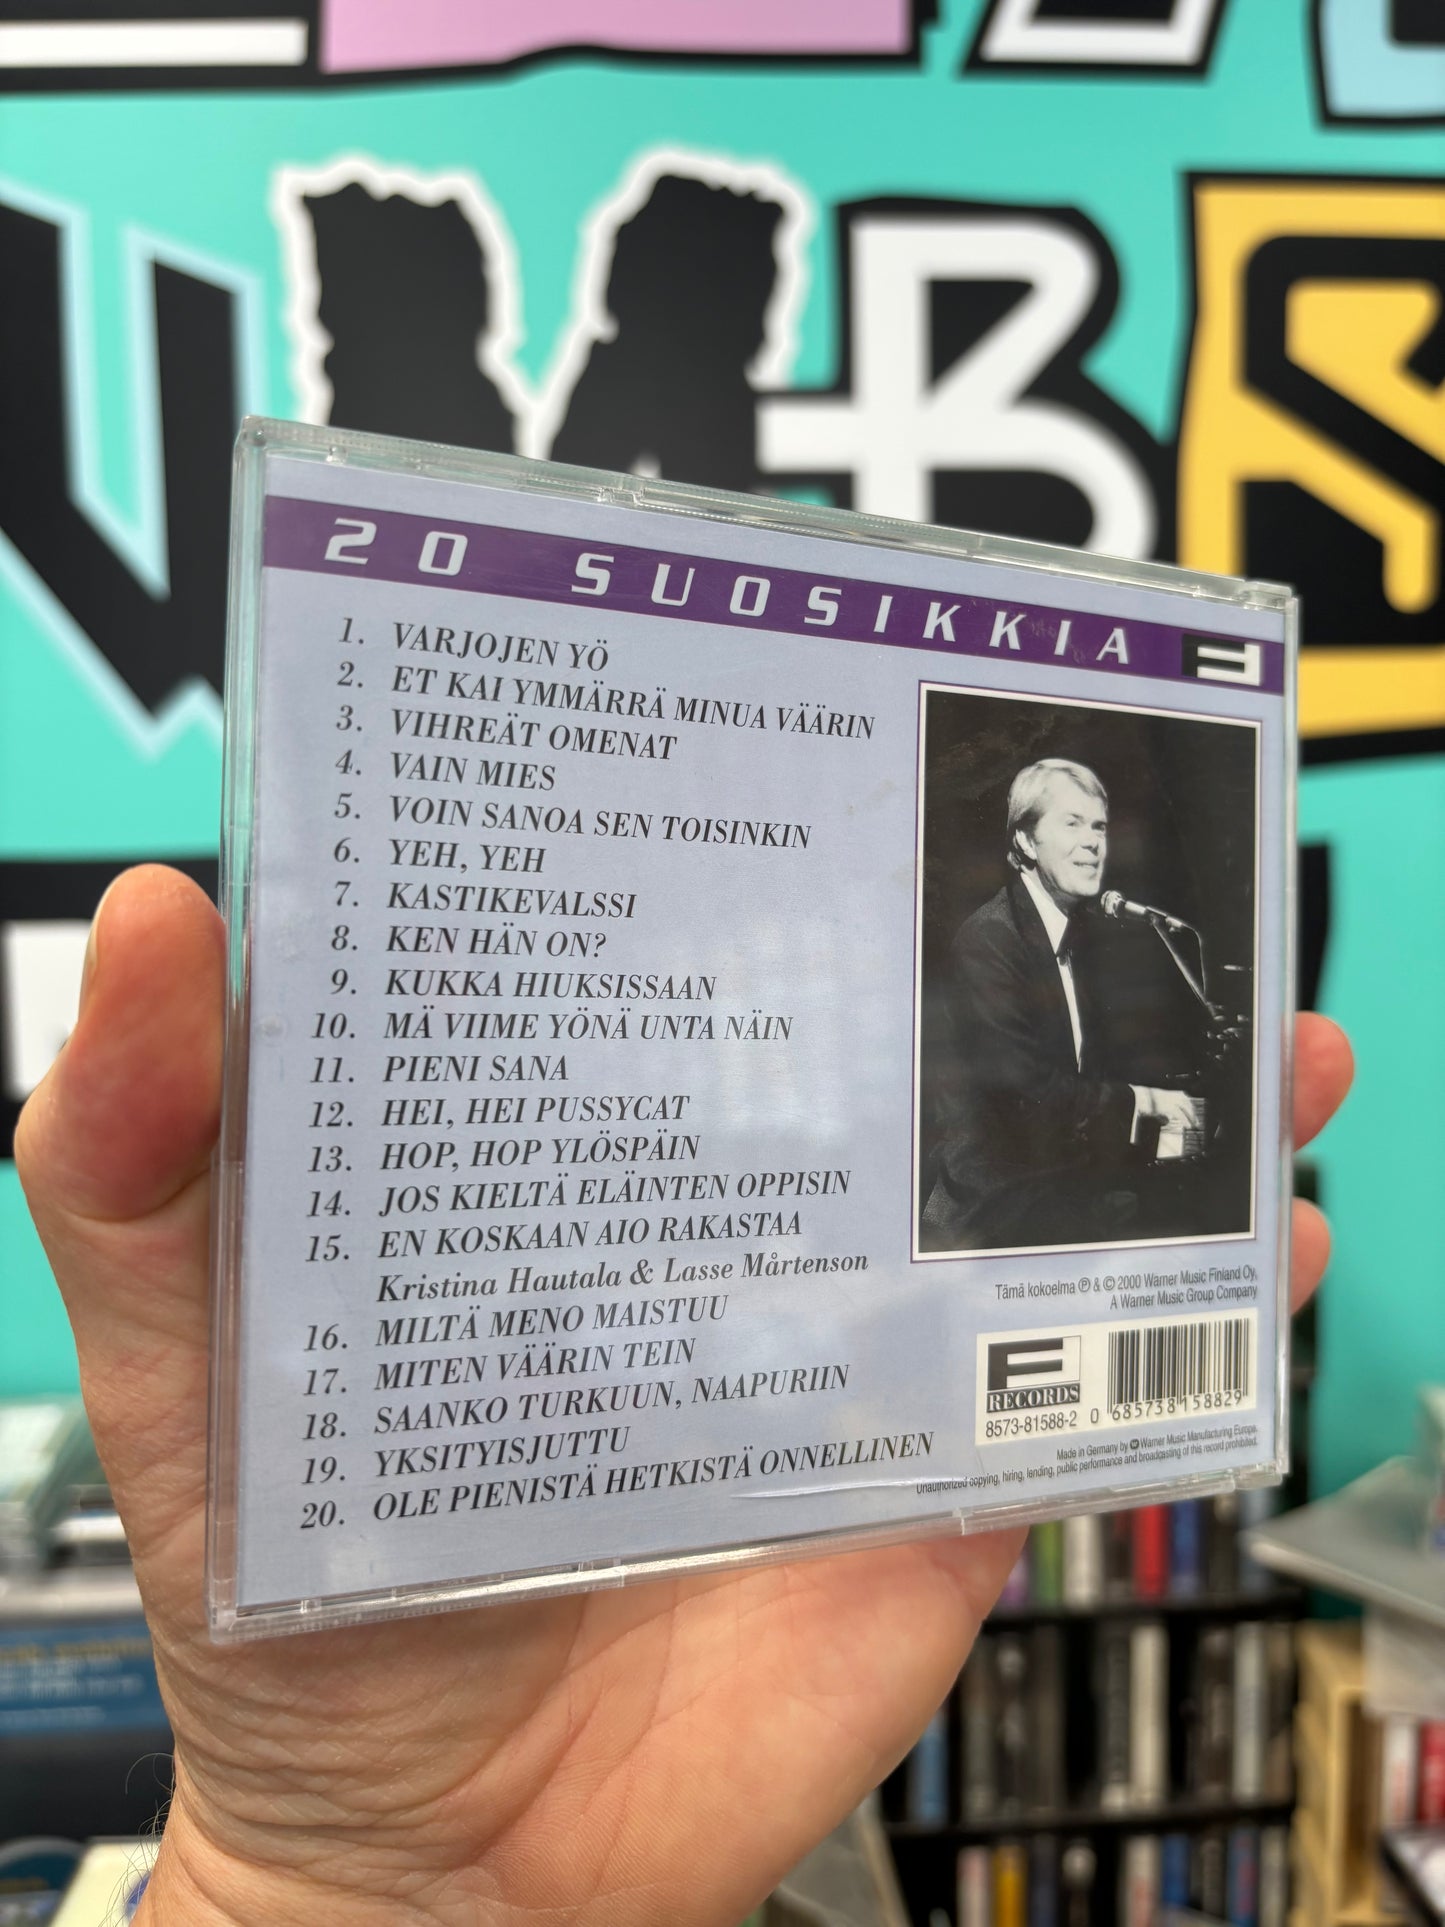 20 SUOSIKKIA
1. VARJOJEN YÖ
2. ET KAI YMMÄRRÄ MINUA VÄÄRIN
3. VIHREÄT OMENAT
4. VAIN MIES
5. VOIN SANOA SEN TOISINKIN
6. YEH, YEH
7. KASTIKEVALSSI
8. KEN HÄN ON?
9. KUKKA HIUKSISSAAN
10. MÄ VIIME YÖNÄ UNTA NÄIN
11. PIENI SANA
12. HEI, HEI PUSSYCAT
13. HOP, HOP YLÖSPÄIN
14. JOS KIELTÄ ELÄINTEN OPPISIN
15. EN KOSKAAN AIO RAKASTAA
Kristina Hautala & Lasse Mårtenson
16. MILTÄ MENO MAISTUU
17. MITEN VÄÄRIN TEIN
18. SAANKO TURKUUN, NAAPURIIN
19. YKSITYISJUTTU
20. OLE PIENISTÄ HETKISTÄ ONNELLINEN
Tämä kokoelma ℗ & © 2000 Warner Music Finland Oy,
A Warner Music Group Company
F
RECORDS
8573-81588-2
0 685738 158829
Made in Germany by Warner Music Manufacturing Europe.
Unauthorized copying, hiring, lending, public performance and broadcasting of this record prohibited.